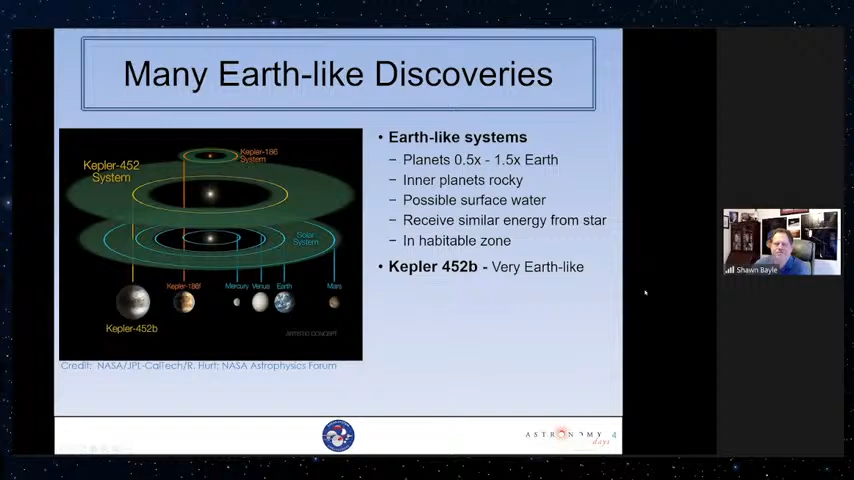 Many Earth-like Discoveries
Kepler-186
System
Kepler-452
System
Solar
System
Kepler-186f
Mercury
Venus
Earth
Mars
Kepler-452b
ARTISTIC CONCEPT
Credit: NASA/JPL-CalTech/R. Hurt; NASA Astrophysics Forum
• Earth-like systems
– Planets 0.5x - 1.5x Earth
– Inner planets rocky
– Possible surface water
– Receive similar energy from star
– In habitable zone
• Kepler 452b - Very Earth-like
Shawn Bayle
ASTRONOMY
days
4